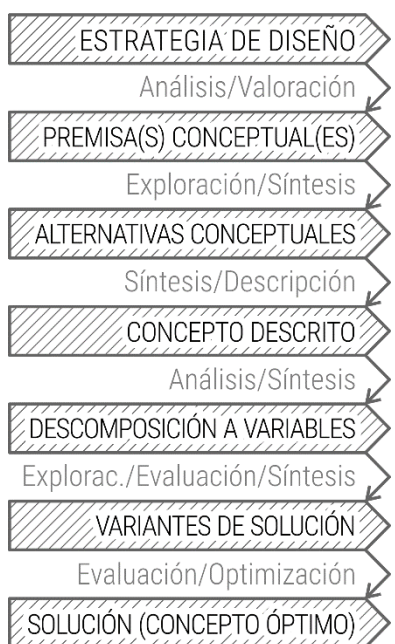 ESTRATEGIA DE DISEÑO
Análisis/Valoración
PREMISA(S) CONCEPTUAL(ES)
Exploración/Síntesis
ALTERNATIVAS CONCEPTUALES
Síntesis/Descripción
CONCEPTO DESCRITO
Análisis/Síntesis
DESCOMPOSICIÓN A VARIABLES
Explorac./Evaluación/Síntesis
VARIANTES DE SOLUCIÓN
Evaluación/Optimización
SOLUCIÓN (CONCEPTO ÓPTIMO)